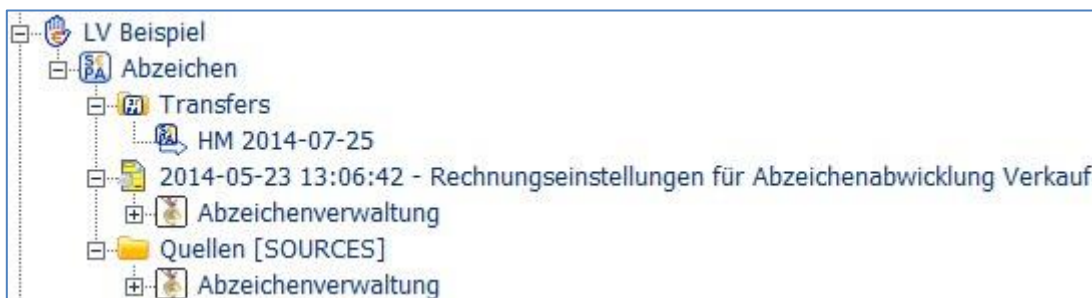 LV Beispiel
Abzeichen
Transfers
HM 2014-07-25
2014-05-23 13:06:42 - Rechnungseinstellungen für Abzeichenabwicklung Verkauf
Abzeichenverwaltung
Quellen [SOURCES]
Abzeichenverwaltung